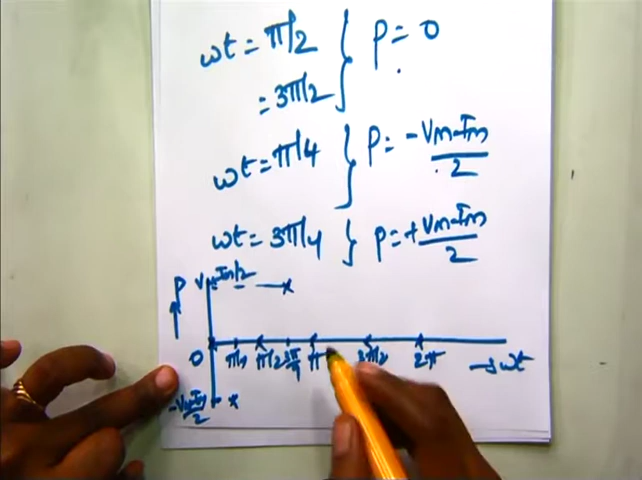 ωt = π/2 } P = 0
= 3π/2
ωt = π/4 } P = -VmIm/2
ωt = 3π/4 } P = +VmIm/2
P VmIm/2
0 π/4 π/2 3π/4 π 3π/2 2π → ωt
-VmIm/2